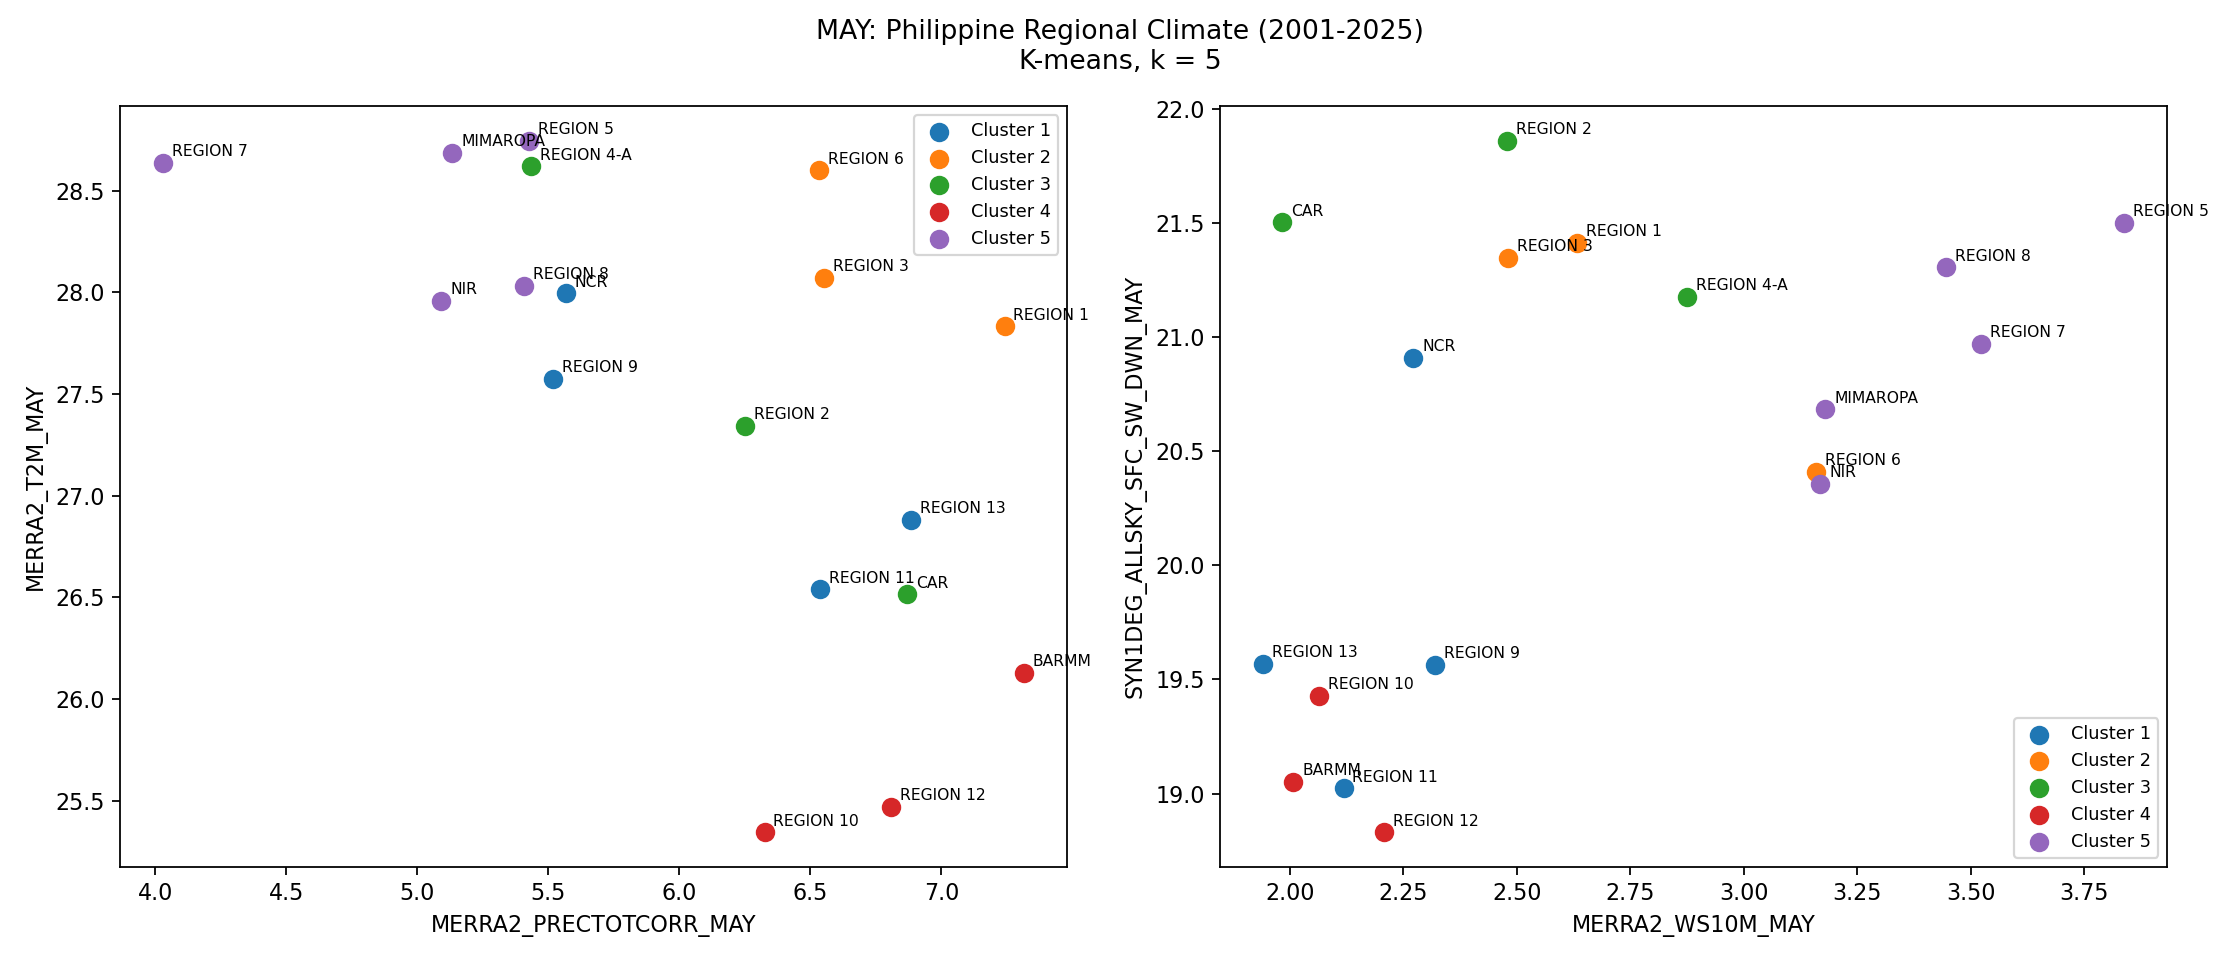 MAY: Philippine Regional Climate (2001-2025)
K-means, k = 5
REGION 5
MIMAROPA
REGION 7
REGION 4-A
REGION 6
Cluster 1
Cluster 2
Cluster 3
Cluster 4
Cluster 5
REGION 3
REGION 8
NCR
NIR
REGION 1
REGION 9
REGION 2
REGION 13
REGION 11
CAR
BARMM
REGION 12
REGION 10
28.5
28.0
27.5
27.0
26.5
26.0
25.5
MERRA2_T2M_MAY
4.0 4.5 5.0 5.5 6.0 6.5 7.0
MERRA2_PRECTOTCORR_MAY
REGION 2
CAR
REGION 5
REGION 1
REGION 3
REGION 8
REGION 4-A
REGION 7
NCR
MIMAROPA
REGION 6
NIR
REGION 13
REGION 9
REGION 10
BARMM
REGION 11
REGION 12
Cluster 1
Cluster 2
Cluster 3
Cluster 4
Cluster 5
22.0
21.5
21.0
20.5
20.0
19.5
19.0
SYN1DEG_ALLSKY_SFC_SW_DWN_MAY
2.00 2.25 2.50 2.75 3.00 3.25 3.50 3.75
MERRA2_WS10M_MAY